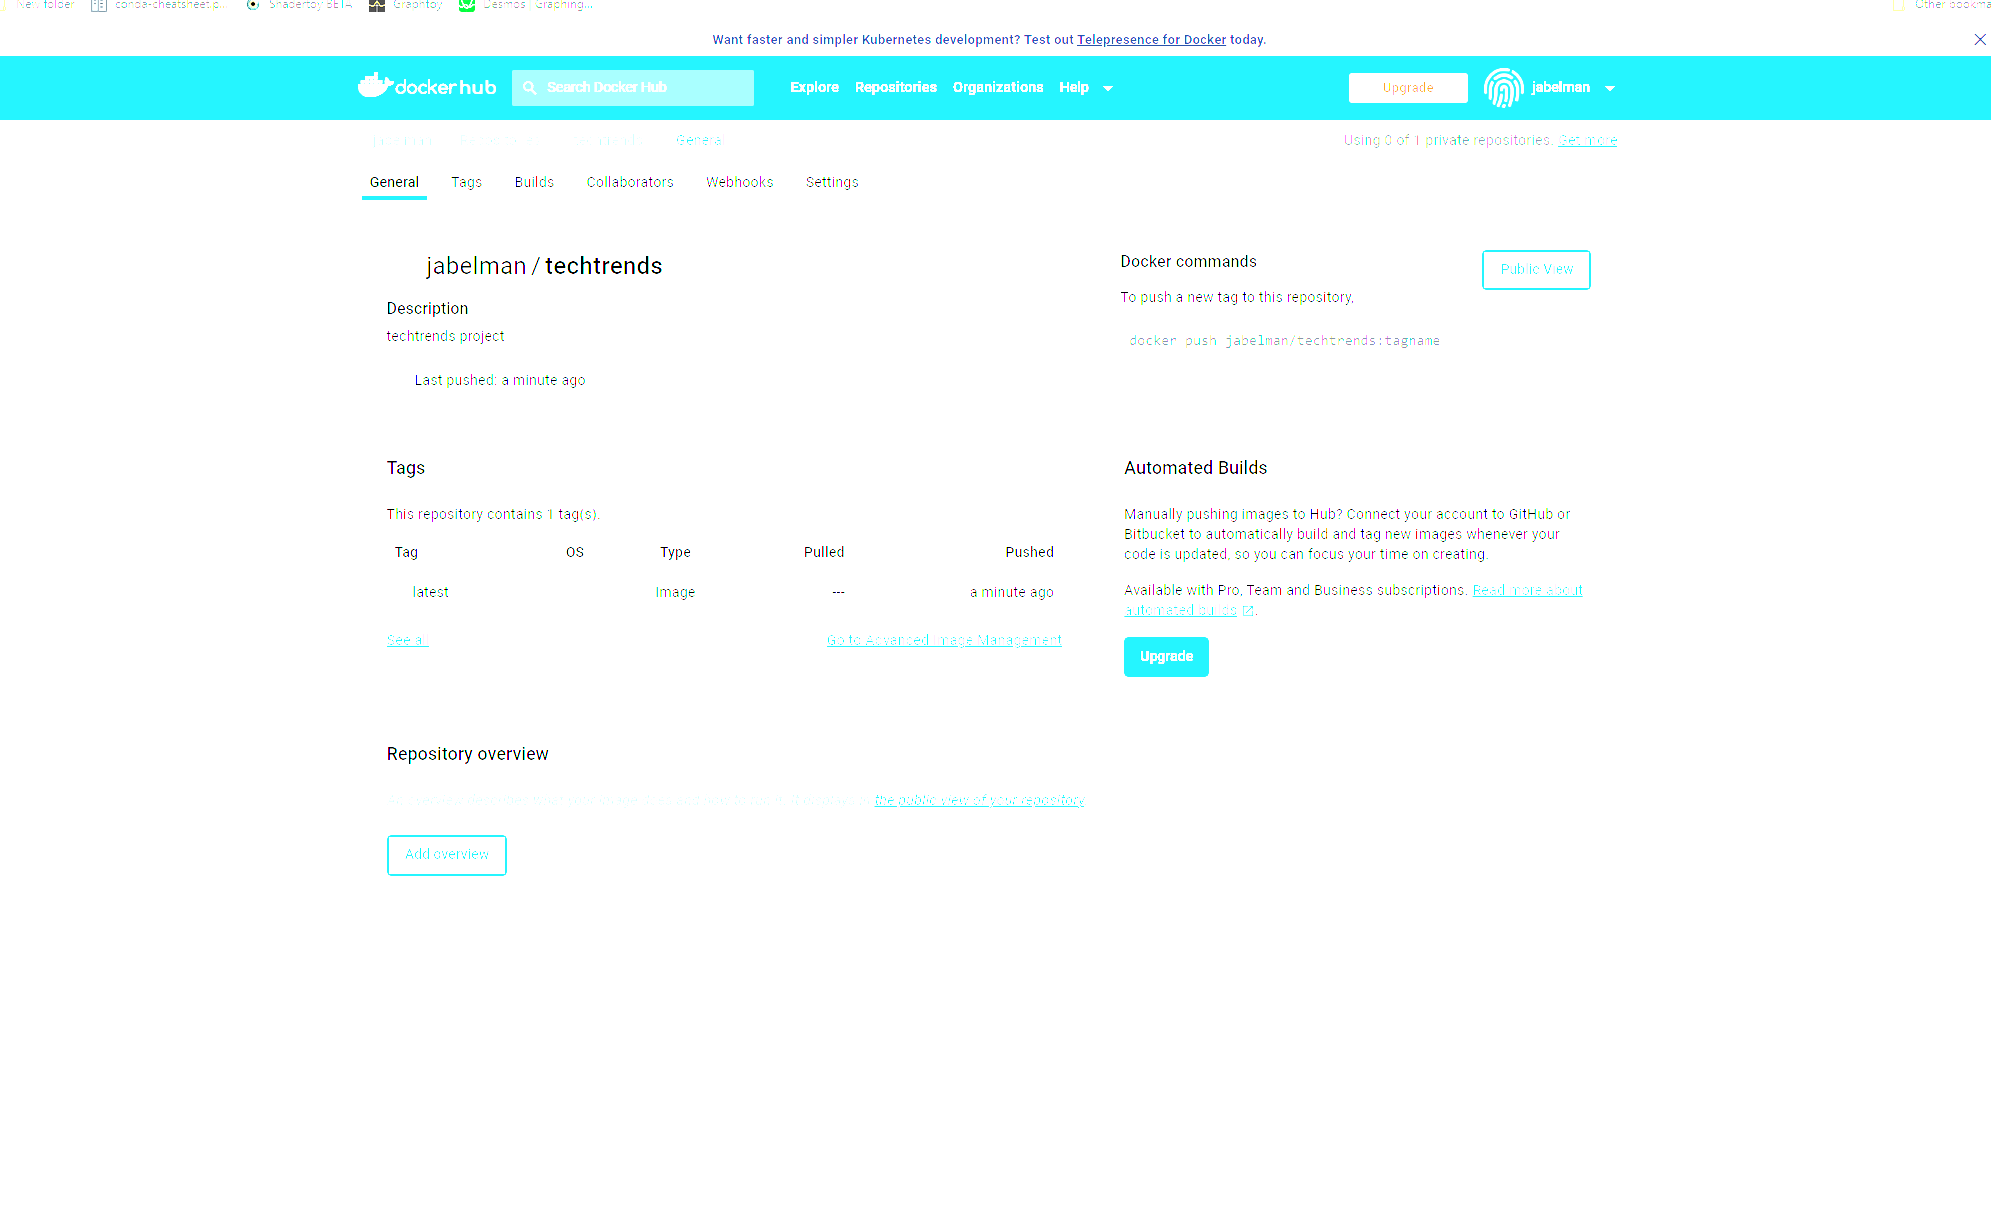 New folder
conda-cheatsheet.p...
Shadertoy BETA
Graphtoy
Desmos | Graphing...
Other bookma
Want faster and simpler Kubernetes development? Test out Telepresence for Docker today.
docker hub
Search Docker Hub
Explore Repositories Organizations Help
Upgrade
jabelman
General
Using 0 of 1 private repositories. Get more
General Tags Builds Collaborators Webhooks Settings
jabelman / techtrends
Description
techtrends project
Last pushed: a minute ago
Docker commands
Public View
To push a new tag to this repository,
docker push jabelman/techtrends:tagname
Tags
This repository contains 1 tag(s).
Tag OS Type Pulled Pushed
latest Image --- a minute ago
See all
Go to Advanced Image Management
Automated Builds
Manually pushing images to Hub? Connect your account to GitHub or
Bitbucket to automatically build and tag new images whenever your
code is updated, so you can focus your time on creating.
Available with Pro, Team and Business subscriptions. Read more about
automated builds.
Upgrade
Repository overview
the public view of your repository
Add overview